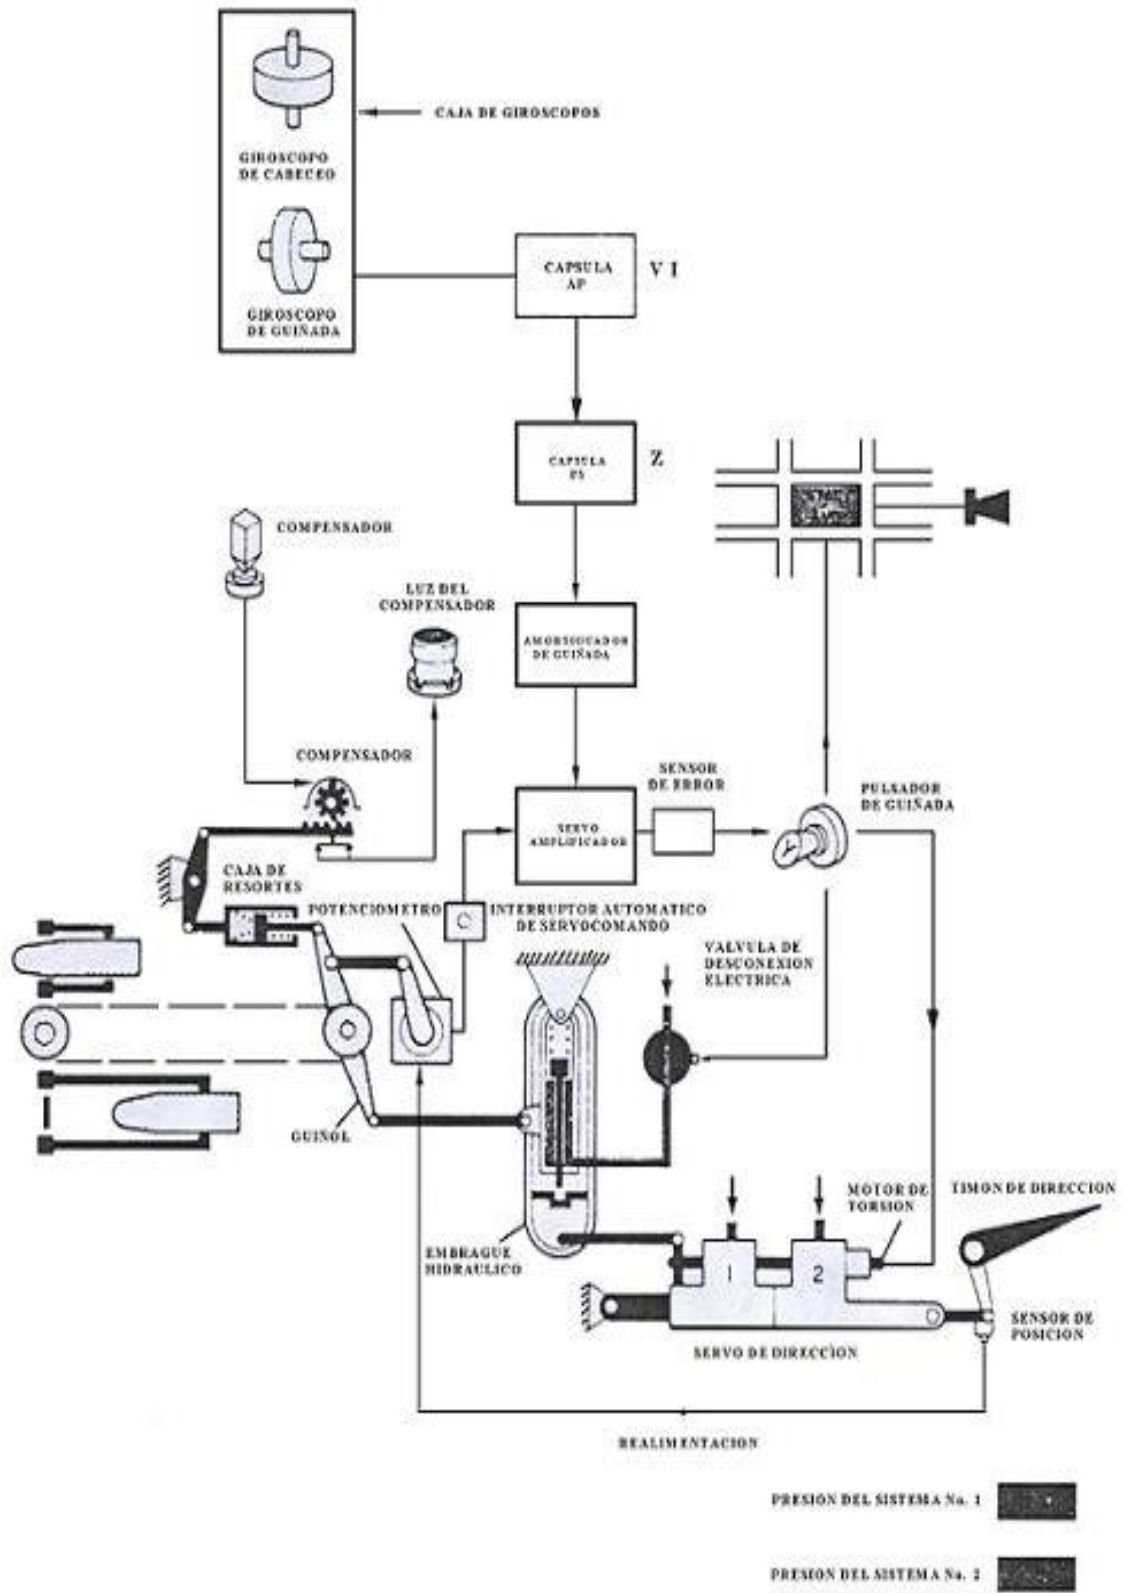 CAJA DE GIROSCOPOS
GIROSCOPO
DE CABECEO
GIROSCOPO
DE GUIÑADA
CAPSULA
AP
V I
CAPSULA
Z
COMPENSADOR
LUZ DEL
COMPENSADOR
AMORTIGUADOR
DE GUIÑADA
COMPENSADOR
SENSOR
DE ERROR
PULSADOR
DE GUIÑADA
SERVO
AMPLIFICADOR
Y
CAJA DE
RESORTES
POTENCIOMETRO
C
INTERRUPTOR AUTOMATICO
DE SERVOCOMANDO
VALVULA DE
DESCONEXION
ELECTRICA
GUIÑOL
MOTOR DE
TORSION
TIMON DE DIRECCION
EMBRAGUE
HIDRAULICO
1
2
SENSOR DE
POSICION
SERVO DE DIRECCION
REALIMENTACION
PRESION DEL SISTEMA No. 1
PRESION DEL SISTEMA No. 2